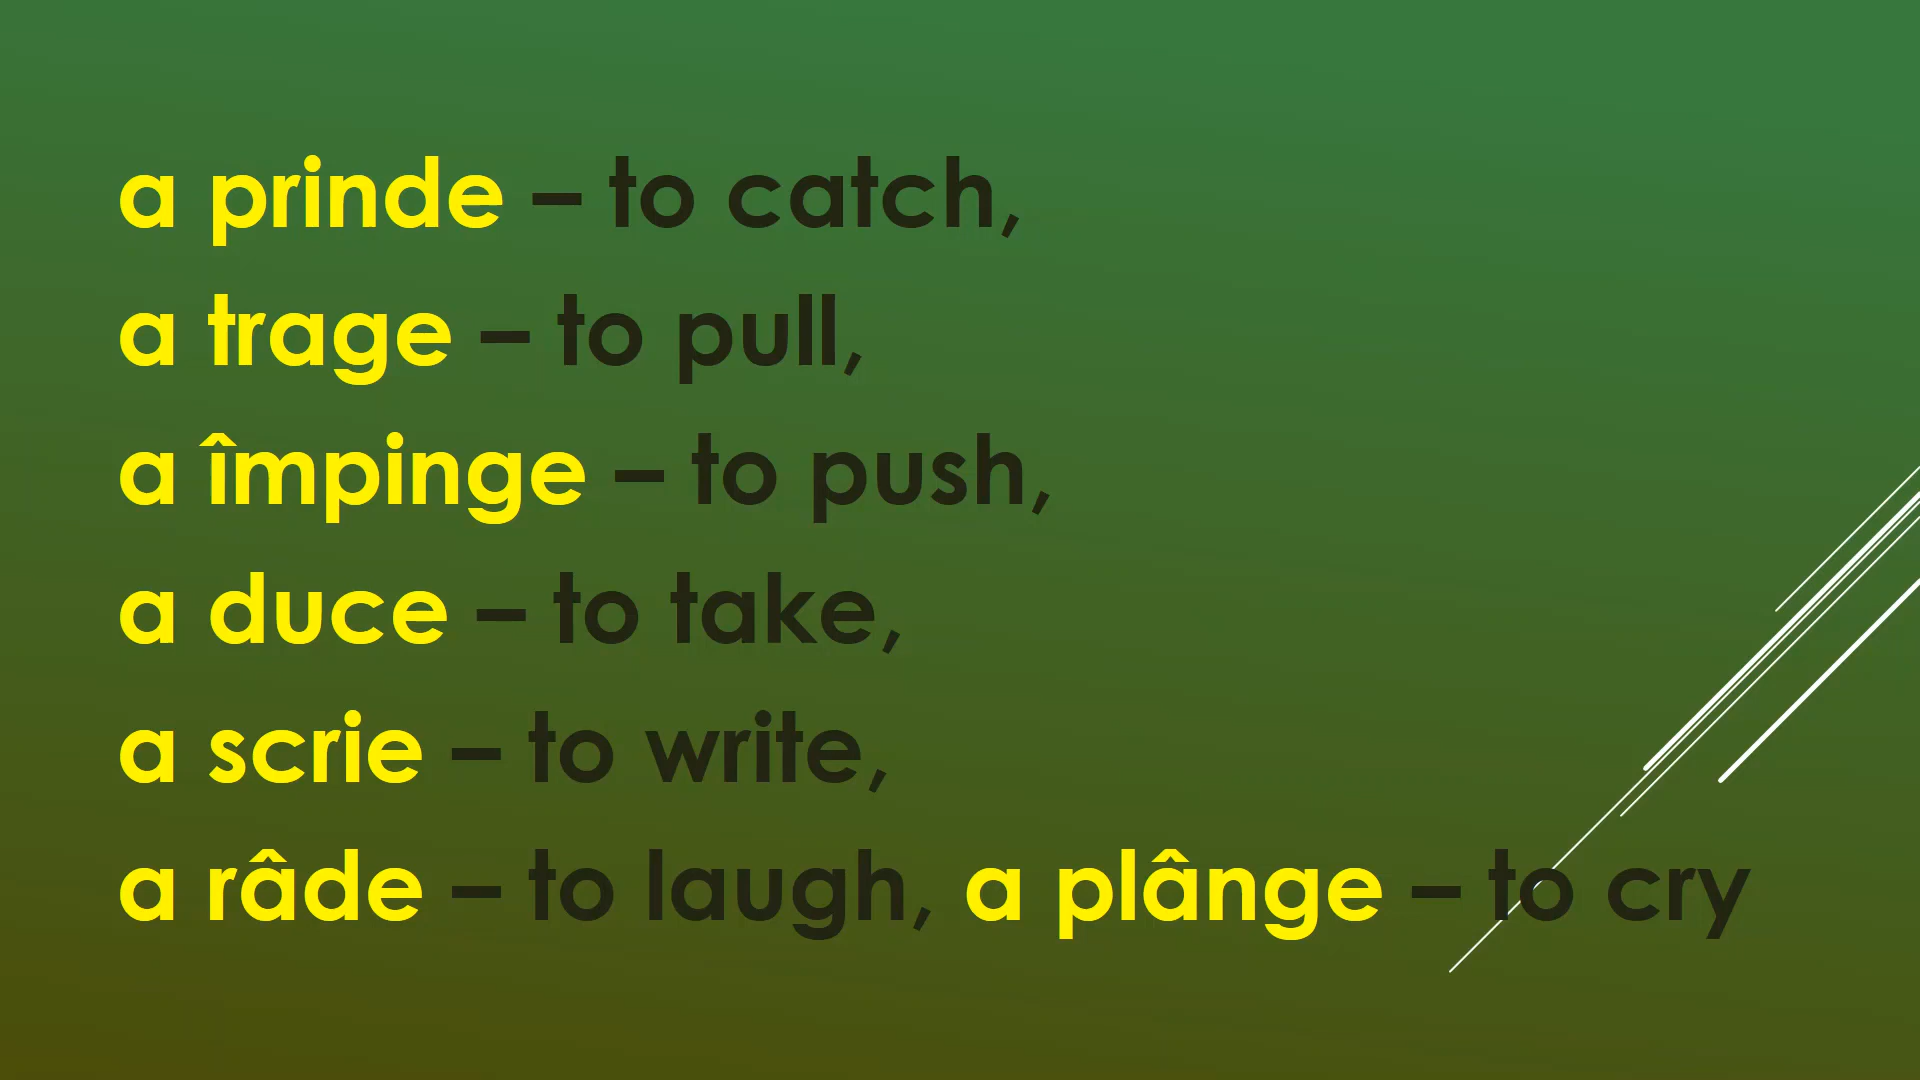 a prinde – to catch,
a trage – to pull,
a împinge – to push,
a duce – to take,
a scrie – to write,
a râde – to laugh, a plânge – to cry